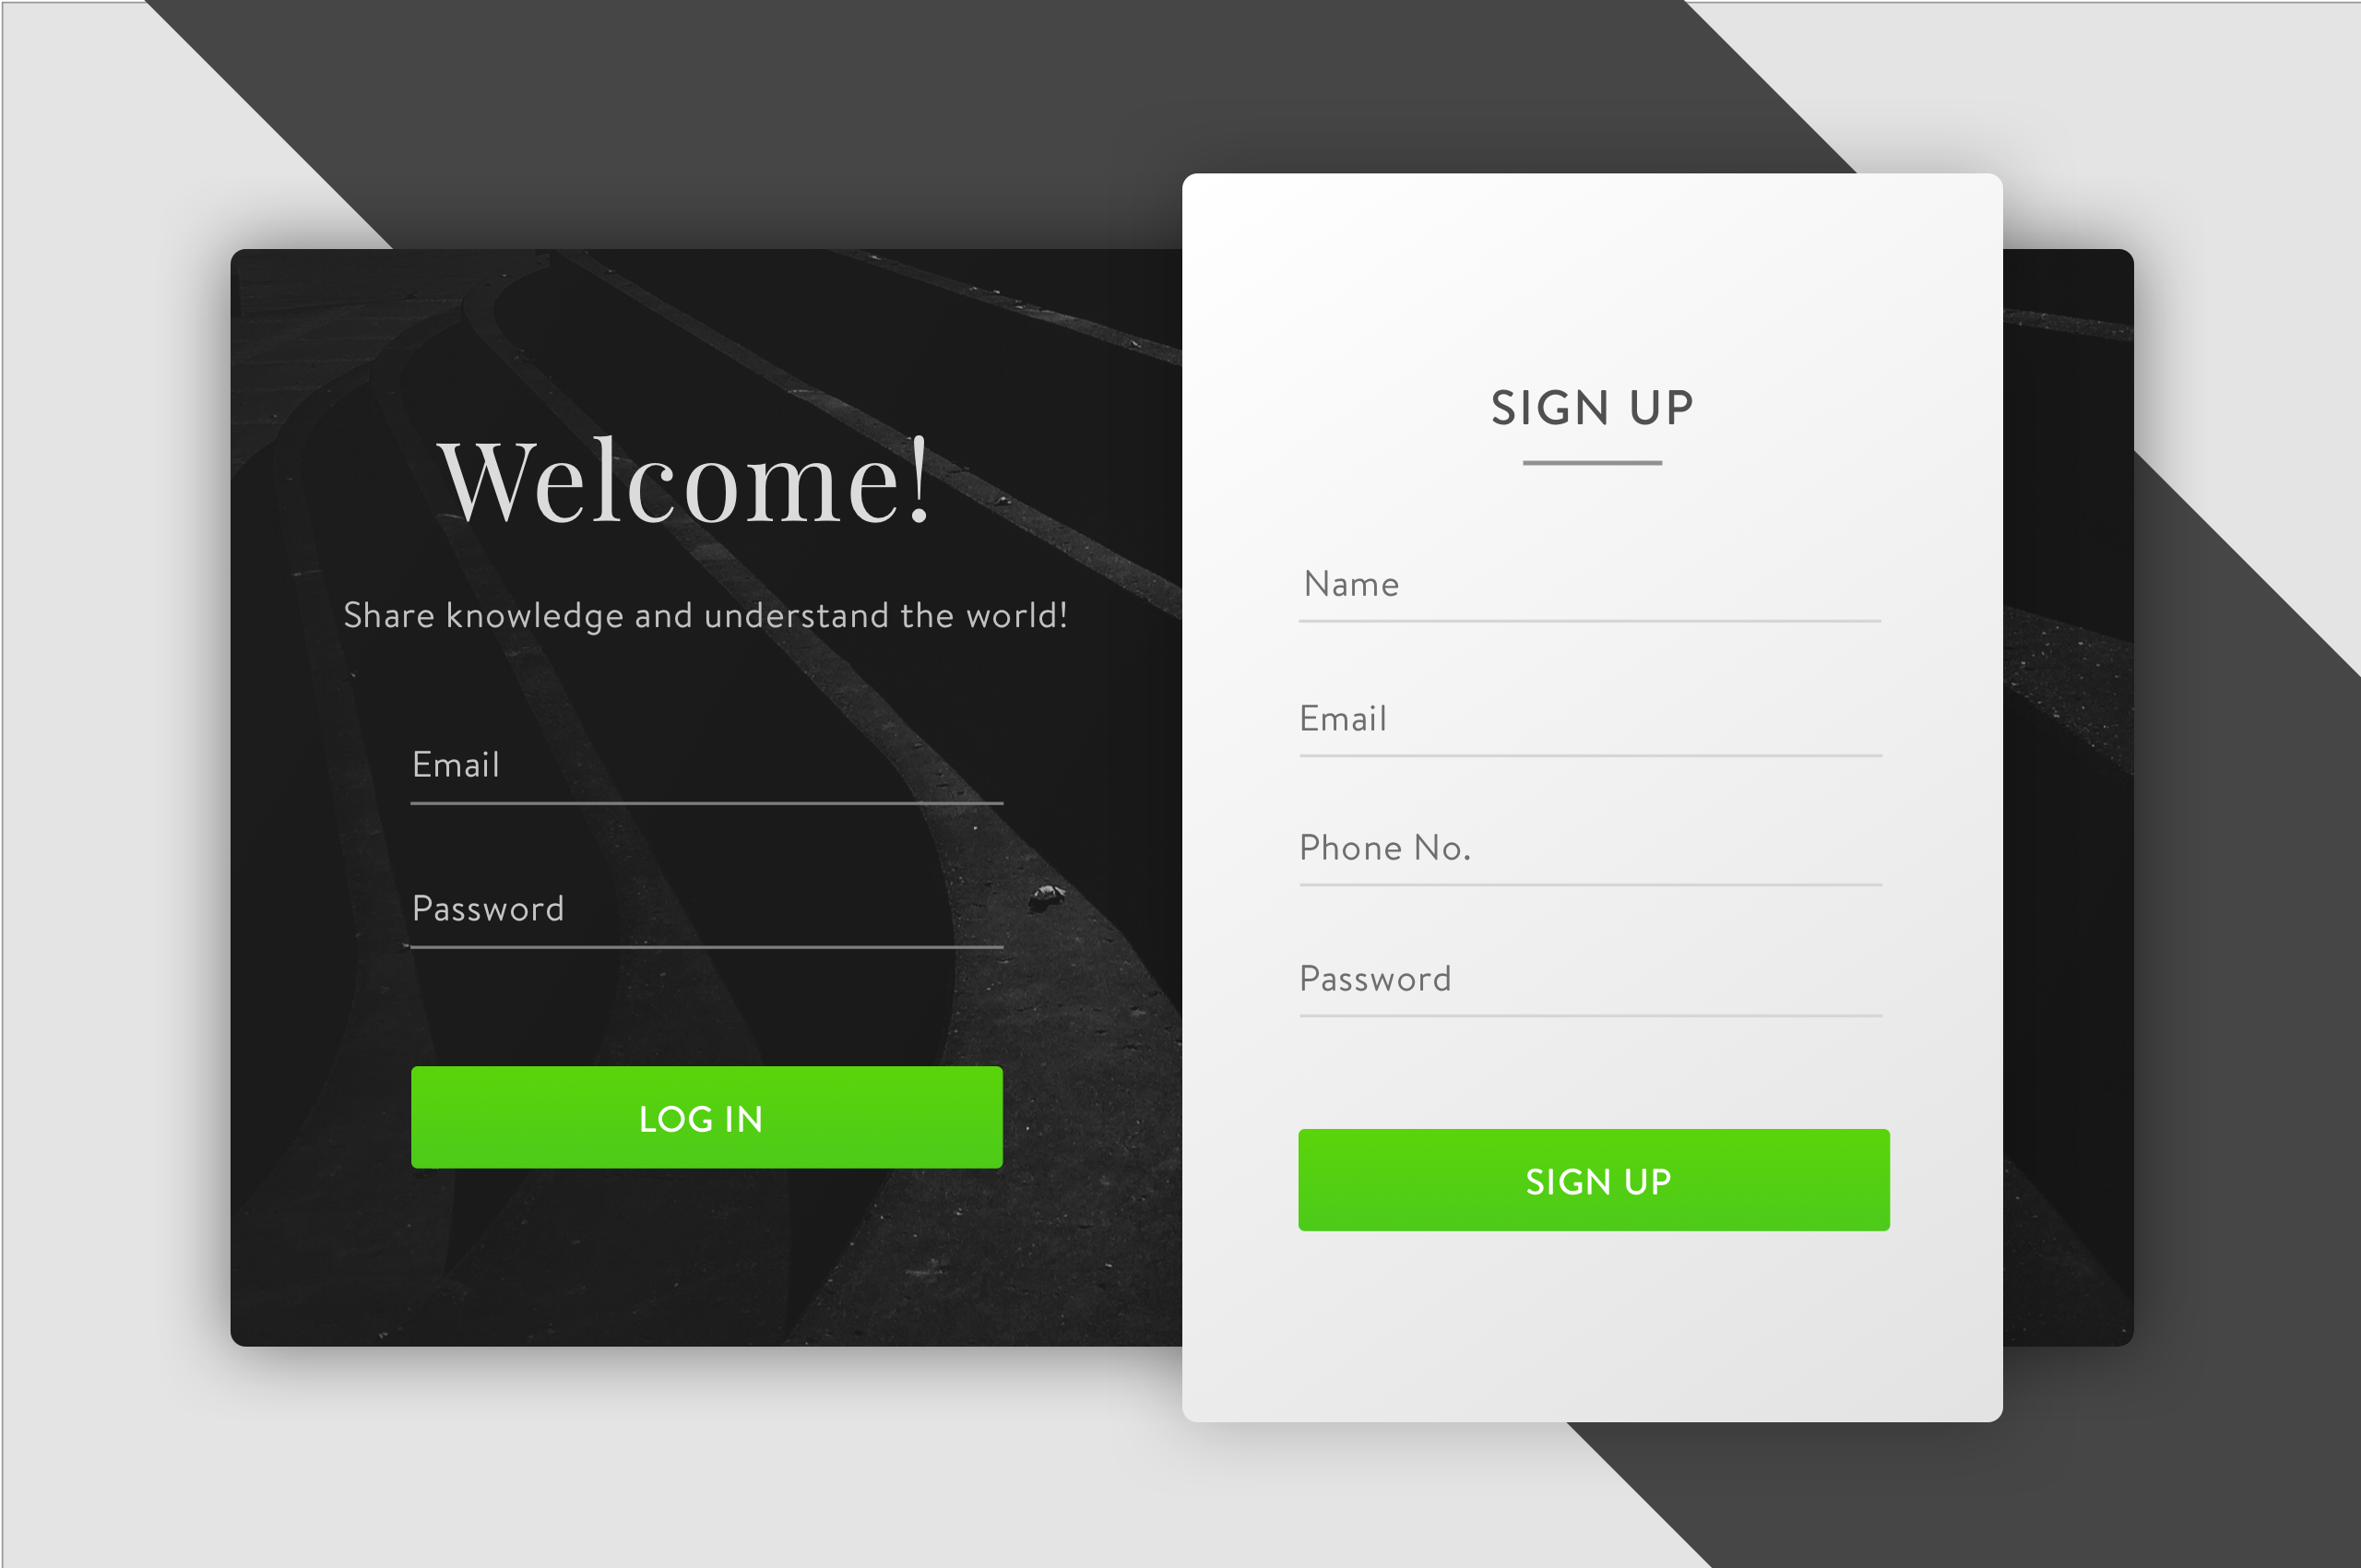 Welcome!
Share knowledge and understand the world!
Email
Password
LOG IN
SIGN UP
Name
Email
Phone No.
Password
SIGN UP